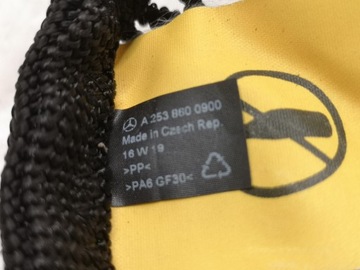 A 253 860 0900
Made in Czech Rep.
16 W 19
>PP<
>PA6 GF30<